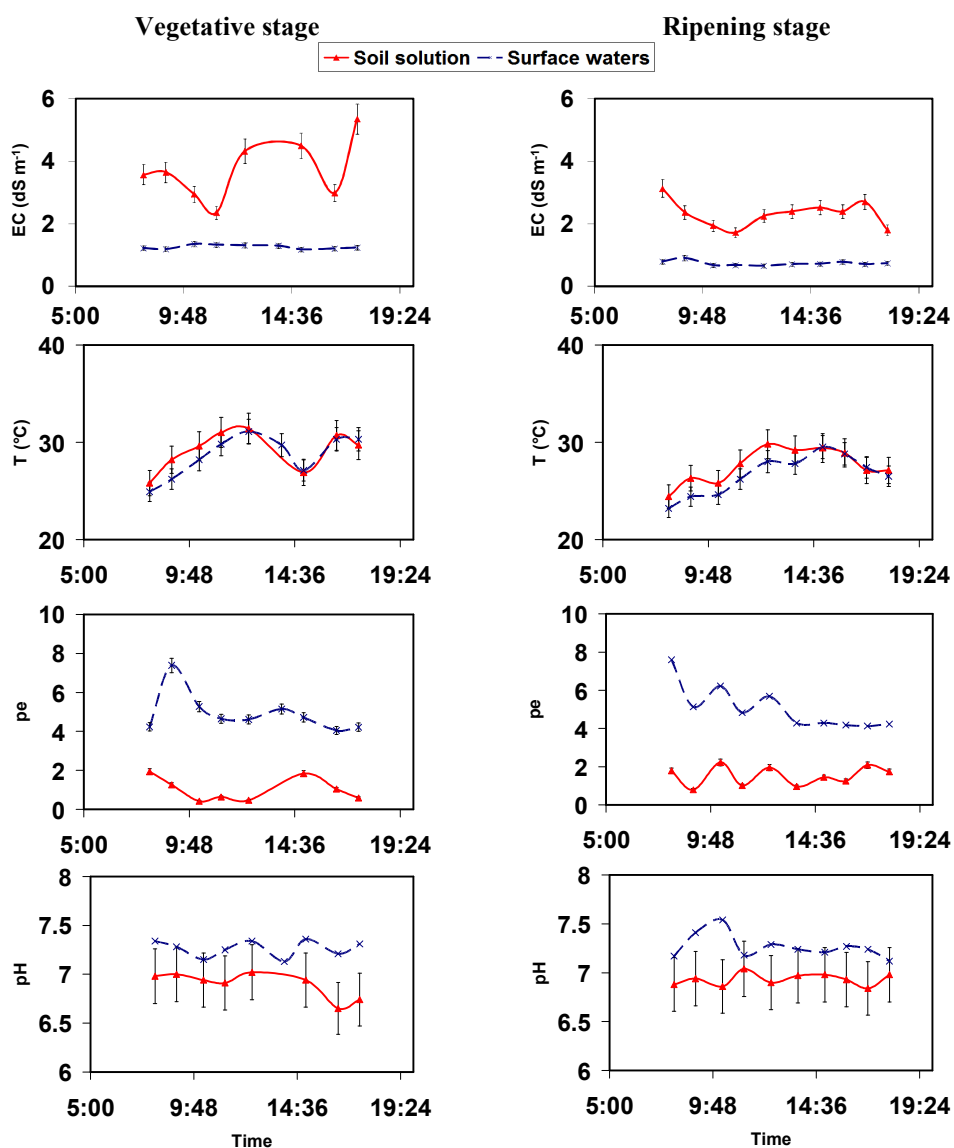 Vegetative stage
Ripening stage
Soil solution Surface waters
EC (dS m-1)
6
4
2
0
5:00 9:48 14:36 19:24
EC (dS m-1)
6
4
2
0
5:00 9:48 14:36 19:24
T (°C)
40
30
20
5:00 9:48 14:36 19:24
T (°C)
40
30
20
5:00 9:48 14:36 19:24
pe
10
8
6
4
2
0
5:00 9:48 14:36 19:24
pe
10
8
6
4
2
0
5:00 9:48 14:36 19:24
pH
8
7.5
7
6.5
6
5:00 9:48 14:36 19:24
Time
pH
8
7.5
7
6.5
6
5:00 9:48 14:36 19:24
Time